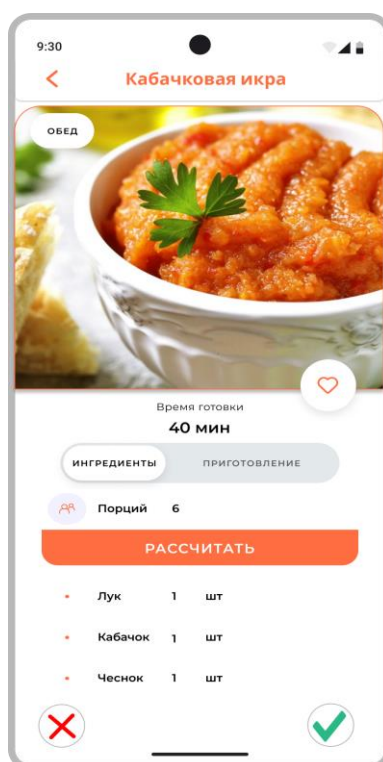 9:30
Кабачковая икра
ОБЕД
Время готовки
40 мин
ИНГРЕДИЕНТЫ ПРИГОТОВЛЕНИЕ
Порций 6
РАССЧИТАТЬ
Лук 1 шт
Кабачок 1 шт
Чеснок 1 шт